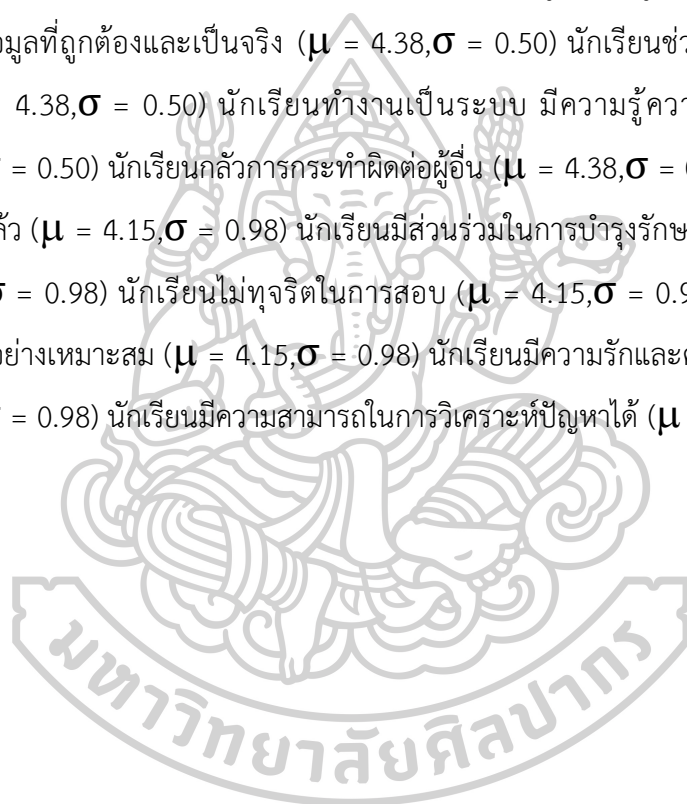 อมูลที่ถูกต้องและเป็นจริง (μ = 4.38,σ = 0.50) นักเรียนช่ว
4.38,σ = 0.50) นักเรียนทำงานเป็นระบบ มีความรู้ควา
= 0.50) นักเรียนกลัวการกระทำผิดต่อผู้อื่น (μ = 4.38,σ =
ล้ว (μ = 4.15,σ = 0.98) นักเรียนมีส่วนร่วมในการบำรุงรักษ
σ = 0.98) นักเรียนไม่ทุจริตในการสอบ (μ = 4.15,σ = 0.9
อย่างเหมาะสม (μ = 4.15,σ = 0.98) นักเรียนมีความรักและ
= 0.98) นักเรียนมีความสามารถในการวิเคราะห์ปัญหาได้ (μ
มหาวิทยาลัยศิลปากร